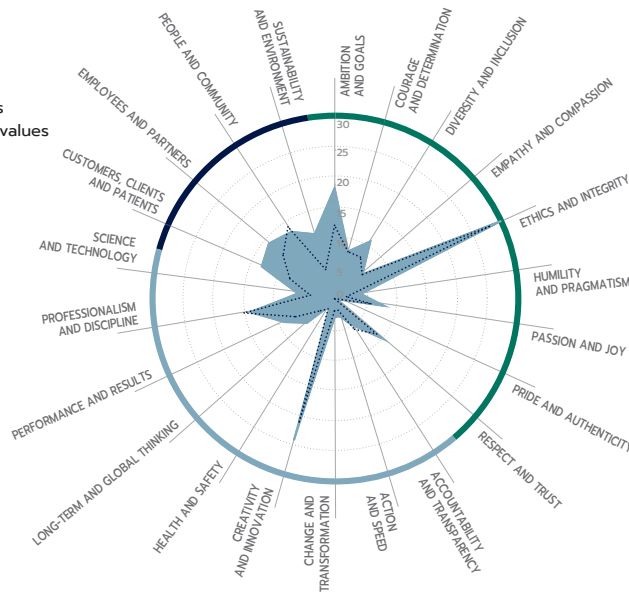 s
values
AMBITION
AND GOALS
COURAGE
AND DETERMINATION
DIVERSITY AND INCLUSION
EMPATHY AND COMPASSION
ETHICS AND INTEGRITY
HUMILITY
AND PRAGMATISM
PASSION AND JOY
PRIDE AND AUTHENTICITY
RESPECT AND TRUST
ACCOUNTABILITY
AND TRANSPARENCY
ACTION
AND SPEED
CHANGE AND
TRANSFORMATION
CREATIVITY
AND INNOVATION
HEALTH AND SAFETY
LONG-TERM AND GLOBAL THINKING
PERFORMANCE AND RESULTS
PROFESSIONALISM
AND DISCIPLINE
SCIENCE
AND TECHNOLOGY
CUSTOMERS, CLIENTS
AND PATIENTS
EMPLOYEES AND PARTNERS
PEOPLE AND COMMUNITY
SUSTAINABILITY
AND ENVIRONMENT
30
25
20
5
5
0